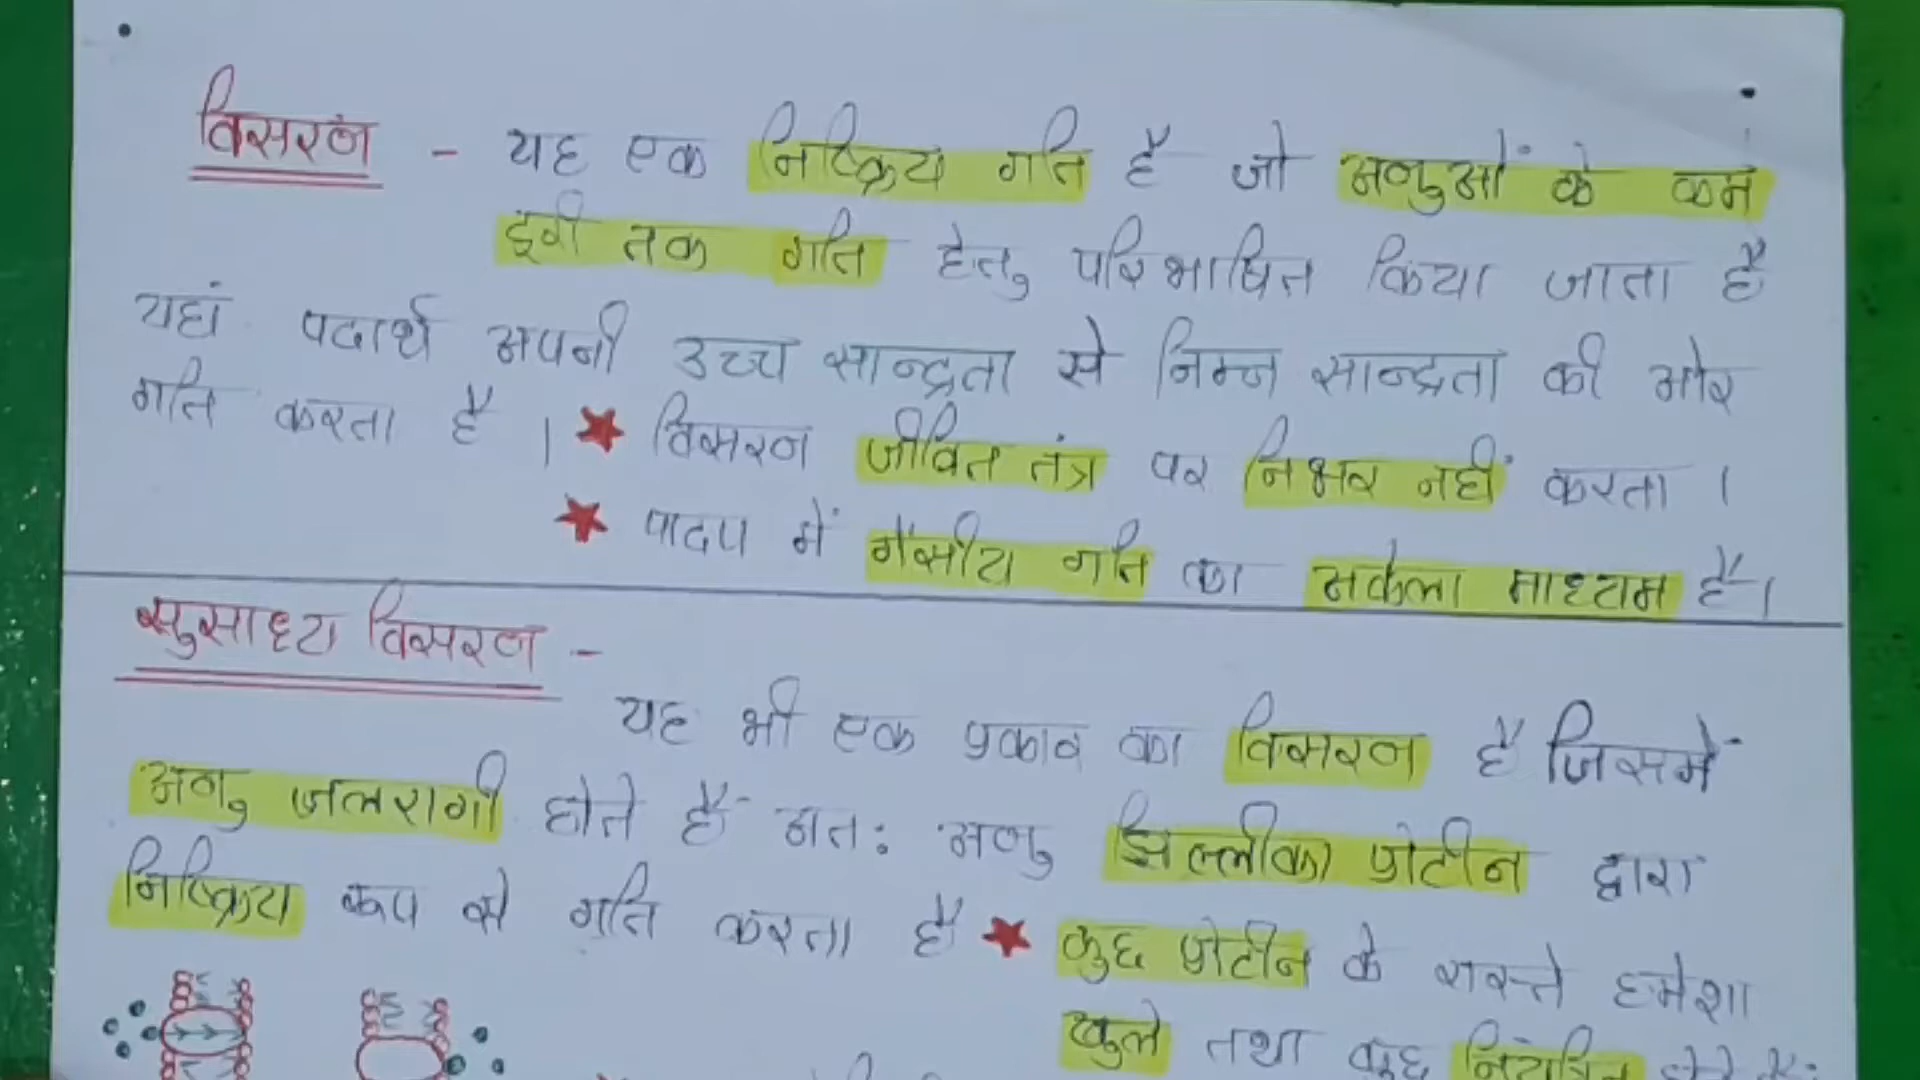 विसरण - यह एक निष्क्रिय गति है जो अणुओं के कम
दूरी तक गति हेतु परिभाषित किया जाता है
यहां पदार्थ अपनी उच्च सान्द्रता से निम्न सान्द्रता की ओर
गति करता है । ★ विसरण जीवित तंत्र पर निर्भर नहीं करता ।
★ पादप में गैसीय गति का अकेला माध्यम है ।
सुसाध्य विसरण -
यह भी एक प्रकार का विसरण है जिसमें
अणु जलरागी होते हैं अतः अणु झिल्लीका प्रोटीन द्वारा
निष्क्रिय रूप से गति करता है ★ कुछ प्रोटीन के रास्ते हमेशा
खुले तथा कुछ नियंत्रित